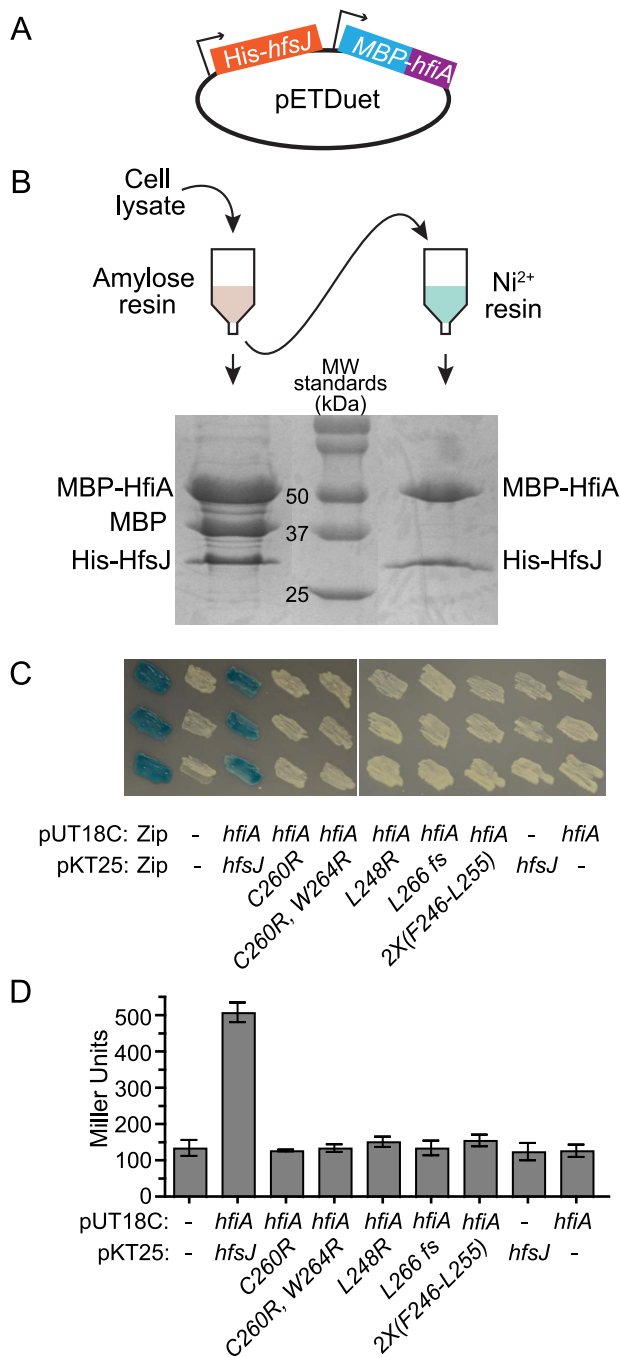 A
His-hfsJ
MBP-hfiA
pETDuet
B
Cell
lysate
Amylose
resin
Ni2+
resin
MW
standards
(kDa)
MBP-HfiA
MBP
His-HfsJ
50
37
25
MBP-HfiA
His-HfsJ
C
pUT18C: Zip - hfiA hfiA hfiA hfiA hfiA hfiA - hfiA
pKT25: Zip - hfsJ C260R C260R, W264R L248R L266 fs 2X(F246-L255) hfsJ -
D
Miller Units
500
400
300
200
100
0
pUT18C: - hfiA hfiA hfiA hfiA hfiA hfiA - hfiA
pKT25: - hfsJ C260R C260R, W264R L248R L266 fs 2X(F246-L255) hfsJ -